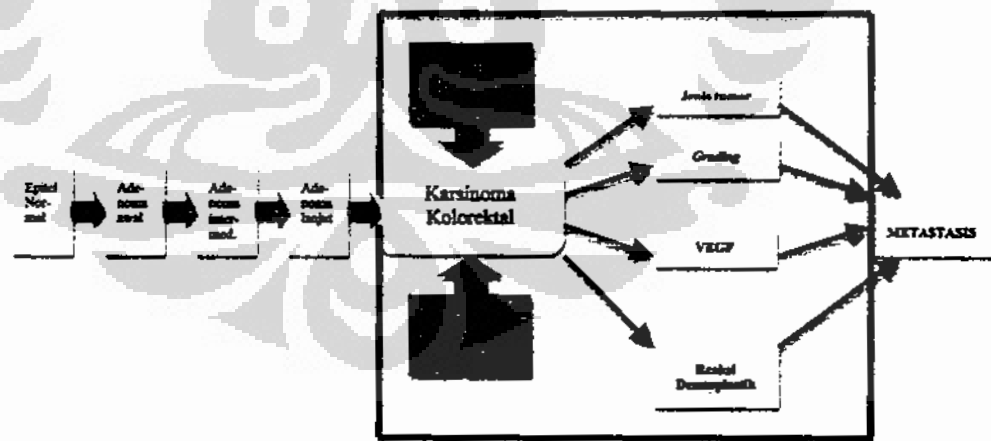 Epitel
Nor-
mal
Ade-
noma
awal
Ade-
noma
inter-
med.
Ade-
noma
lanjut
Karsinoma
Kolorektal
Jenis tumor
Grading
VEGF
Reaksi
Desmoplastik
METASTASIS